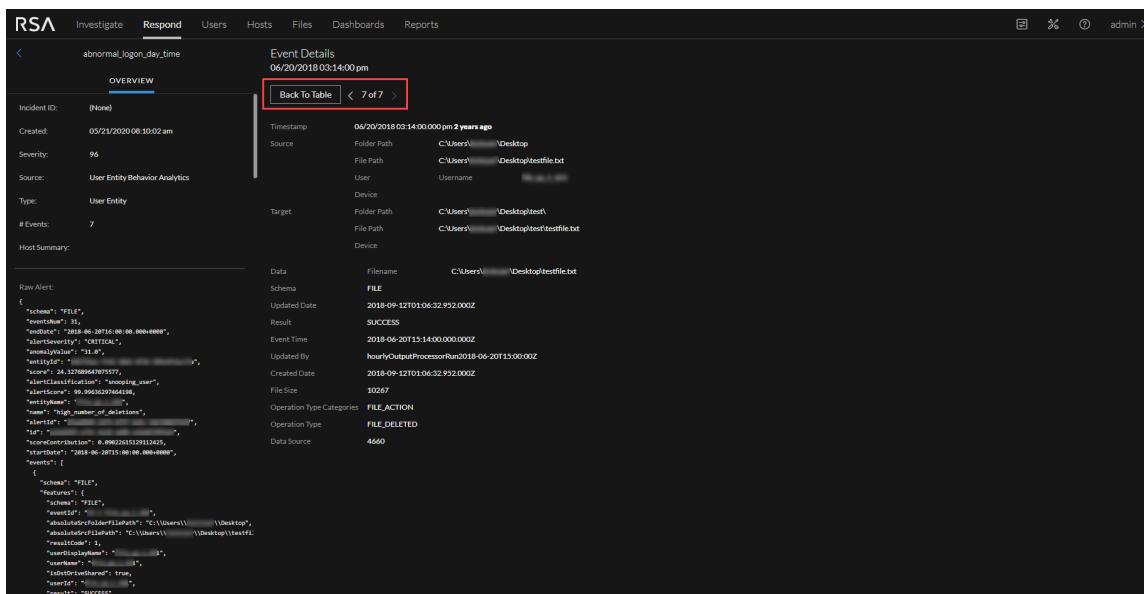 RSA Investigate Respond Users Hosts Files Dashboards Reports admin
abnormal_logon_day_time
OVERVIEW
Incident ID: (None)
Created: 05/21/2020 08:10:02 am
Severity: 96
Source: User Entity Behavior Analytics
Type: User Entity
# Events: 7
Host Summary:
Raw Alert:
{
"schema": "FILE",
"eventsNum": 31,
"endDate": "2018-06-20T16:00:00.000+0000",
"alertSeverity": "CRITICAL",
"anomalyValue": "31.0",
"entityId": "
"score": 24.327689647075577,
"alertClassification": "snooping_user",
"alertScore": 99.99636297464198,
"entityName": "
"name": "high_number_of_deletions",
"alertId": "
"id": "
"scoreContribution": 0.09022615129112425,
"startDate": "2018-06-20T15:00:00.000+0000",
"events": [
{
"schema": "FILE",
"features": {
"schema": "FILE",
"eventId": "
"absoluteSrcFolderFilePath": "C:\\Users\\ \\Desktop",
"absoluteSrcFilePath": "C:\\Users\\ \\Desktop\\testfi
"resultCode": 1,
"userDisplayName": "
"userName": "
"isDstDriveShared": true,
"userId": "
"result": "SUCCESS"
Event Details
06/20/2018 03:14:00 pm
Back To Table < 7 of 7 >
Timestamp 06/20/2018 03:14:00.000 pm 2 years ago
Source Folder Path C:\Users\ \Desktop
File Path C:\Users\ \Desktop\testfile.txt
User Username
Device
Target Folder Path C:\Users\ \Desktop\test\
File Path C:\Users\ \Desktop\test\testfile.txt
Device
Data Filename C:\Users\ \Desktop\testfile.txt
Schema FILE
Updated Date 2018-09-12T01:06:32.952.000Z
Result SUCCESS
Event Time 2018-06-20T15:14:00.000.000Z
Updated By hourlyOutputProcessorRun2018-06-20T15:00:00Z
Created Date 2018-09-12T01:06:32.952.000Z
File Size 10267
Operation Type Categories FILE_ACTION
Operation Type FILE_DELETED
Data Source 4660